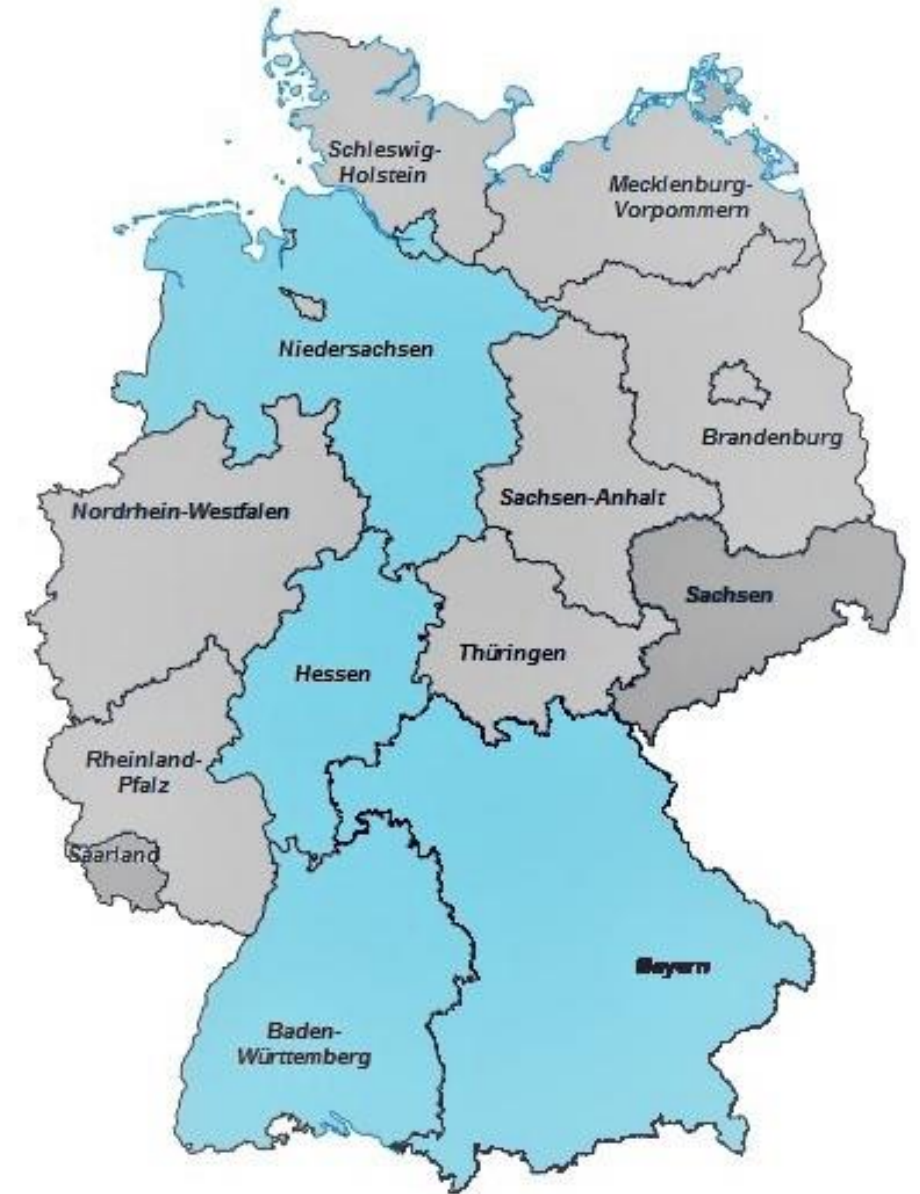 Schleswig-
Holstein
Mecklenburg-
Vorpommern
Niedersachsen
Brandenburg
Sachsen-Anhalt
Nordrhein-Westfalen
Sachsen
Thüringen
Hessen
Rheinland-
Pfalz
Saarland
Bayern
Baden-
Württemberg